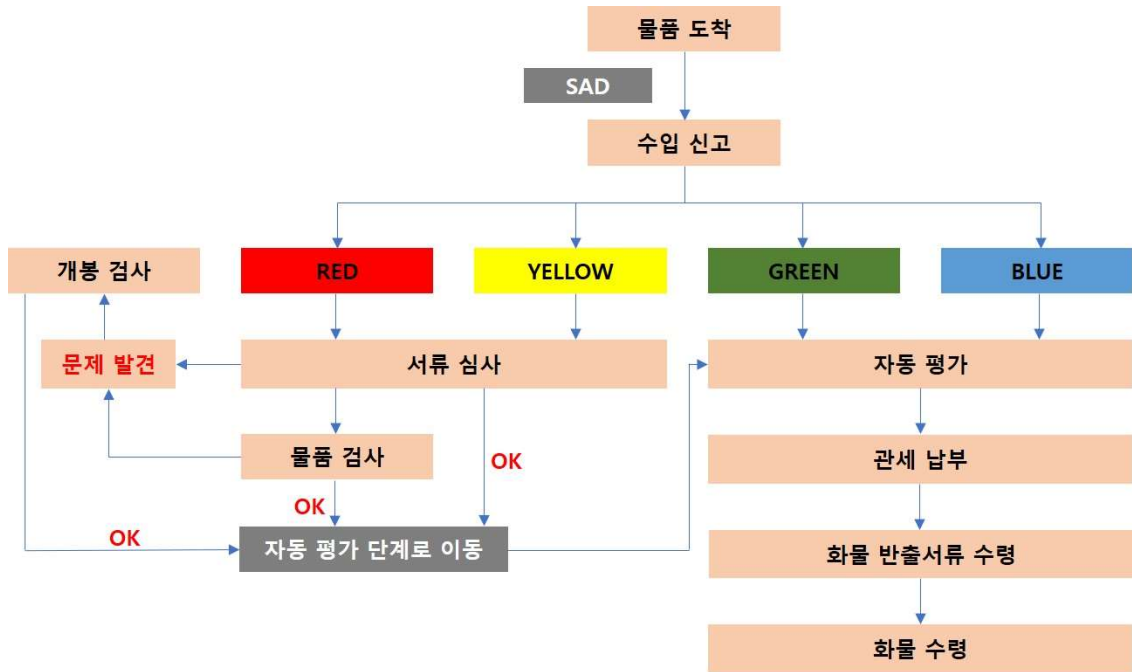 물품 도착
SAD
수입 신고
개봉 검사
RED
YELLOW
GREEN
BLUE
문제 발견
서류 심사
자동 평가
물품 검사
OK
관세 납부
OK
OK
자동 평가 단계로 이동
화물 반출서류 수령
화물 수령